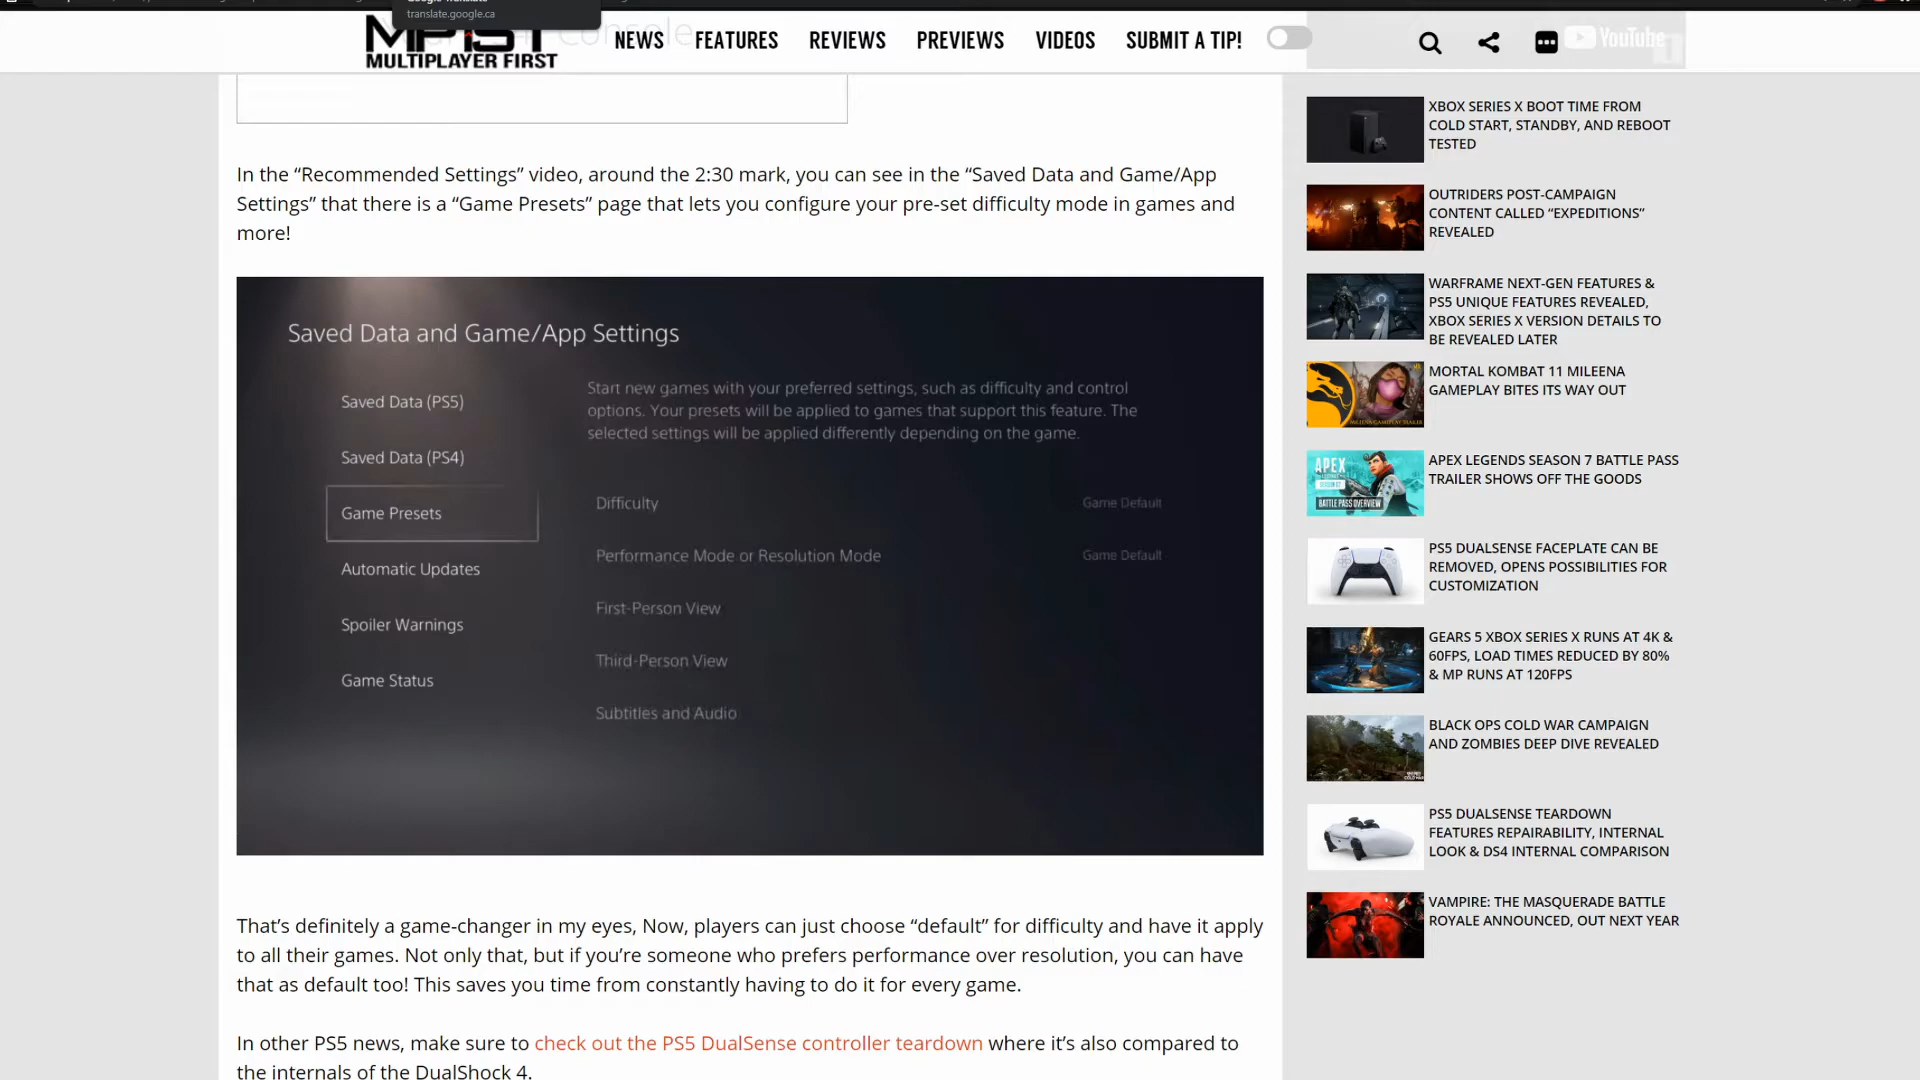 translate.google.ca
MP1ST
MULTIPLAYER FIRST
Console
NEWS FEATURES REVIEWS PREVIEWS VIDEOS SUBMIT A TIP!
YouTube
In the “Recommended Settings” video, around the 2:30 mark, you can see in the “Saved Data and Game/App
Settings” that there is a “Game Presets” page that lets you configure your pre-set difficulty mode in games and
more!
Saved Data and Game/App Settings
Saved Data (PS5)
Saved Data (PS4)
Game Presets
Automatic Updates
Spoiler Warnings
Game Status
Start new games with your preferred settings, such as difficulty and control
options. Your presets will be applied to games that support this feature. The
selected settings will be applied differently depending on the game.
Difficulty Game Default
Performance Mode or Resolution Mode Game Default
First-Person View
Third-Person View
Subtitles and Audio
That’s definitely a game-changer in my eyes, Now, players can just choose “default” for difficulty and have it apply
to all their games. Not only that, but if you’re someone who prefers performance over resolution, you can have
that as default too! This saves you time from constantly having to do it for every game.
In other PS5 news, make sure to check out the PS5 DualSense controller teardown where it’s also compared to
the internals of the DualShock 4.
XBOX SERIES X BOOT TIME FROM
COLD START, STANDBY, AND REBOOT
TESTED
OUTRIDERS POST-CAMPAIGN
CONTENT CALLED “EXPEDITIONS”
REVEALED
WARFRAME NEXT-GEN FEATURES &
PS5 UNIQUE FEATURES REVEALED,
XBOX SERIES X VERSION DETAILS TO
BE REVEALED LATER
MORTAL KOMBAT 11 MILEENA
GAMEPLAY BITES ITS WAY OUT
APEX LEGENDS SEASON 7 BATTLE PASS
TRAILER SHOWS OFF THE GOODS
APEX
BATTLE PASS OVERVIEW
PS5 DUALSENSE FACEPLATE CAN BE
REMOVED, OPENS POSSIBILITIES FOR
CUSTOMIZATION
GEARS 5 XBOX SERIES X RUNS AT 4K &
60FPS, LOAD TIMES REDUCED BY 80%
& MP RUNS AT 120FPS
BLACK OPS COLD WAR CAMPAIGN
AND ZOMBIES DEEP DIVE REVEALED
PS5 DUALSENSE TEARDOWN
FEATURES REPAIRABILITY, INTERNAL
LOOK & DS4 INTERNAL COMPARISON
VAMPIRE: THE MASQUERADE BATTLE
ROYALE ANNOUNCED, OUT NEXT YEAR